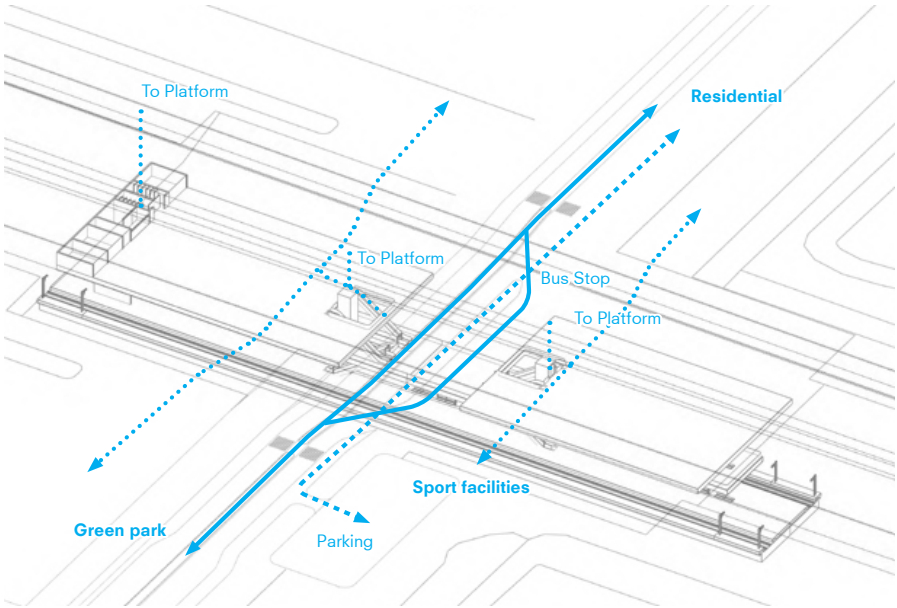 To Platform
Residential
To Platform
Bus Stop
To Platform
Sport facilities
Green park
Parking